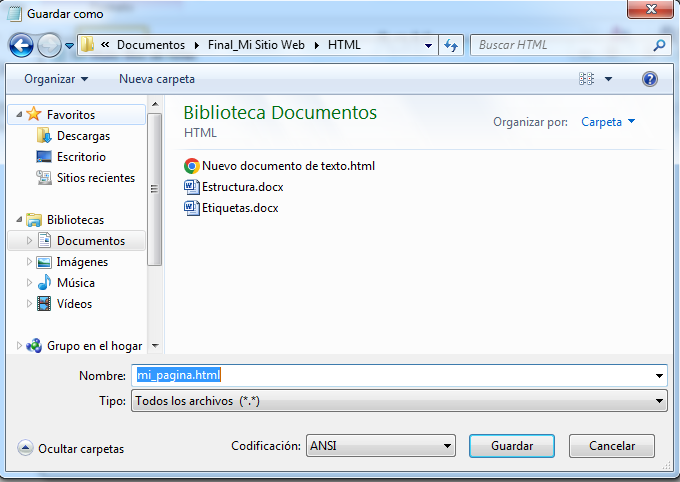 Guardar como
« Documentos ▸ Final_Mi Sitio Web ▸ HTML
Buscar HTML
Organizar
Nueva carpeta
Favoritos
Descargas
Escritorio
Sitios recientes
Bibliotecas
Documentos
Imágenes
Música
Vídeos
Grupo en el hogar
Biblioteca Documentos
HTML
Organizar por: Carpeta
Nuevo documento de texto.html
Estructura.docx
Etiquetas.docx
Nombre: mi_pagina.html
Tipo: Todos los archivos (*.*)
Ocultar carpetas
Codificación: ANSI
Guardar
Cancelar